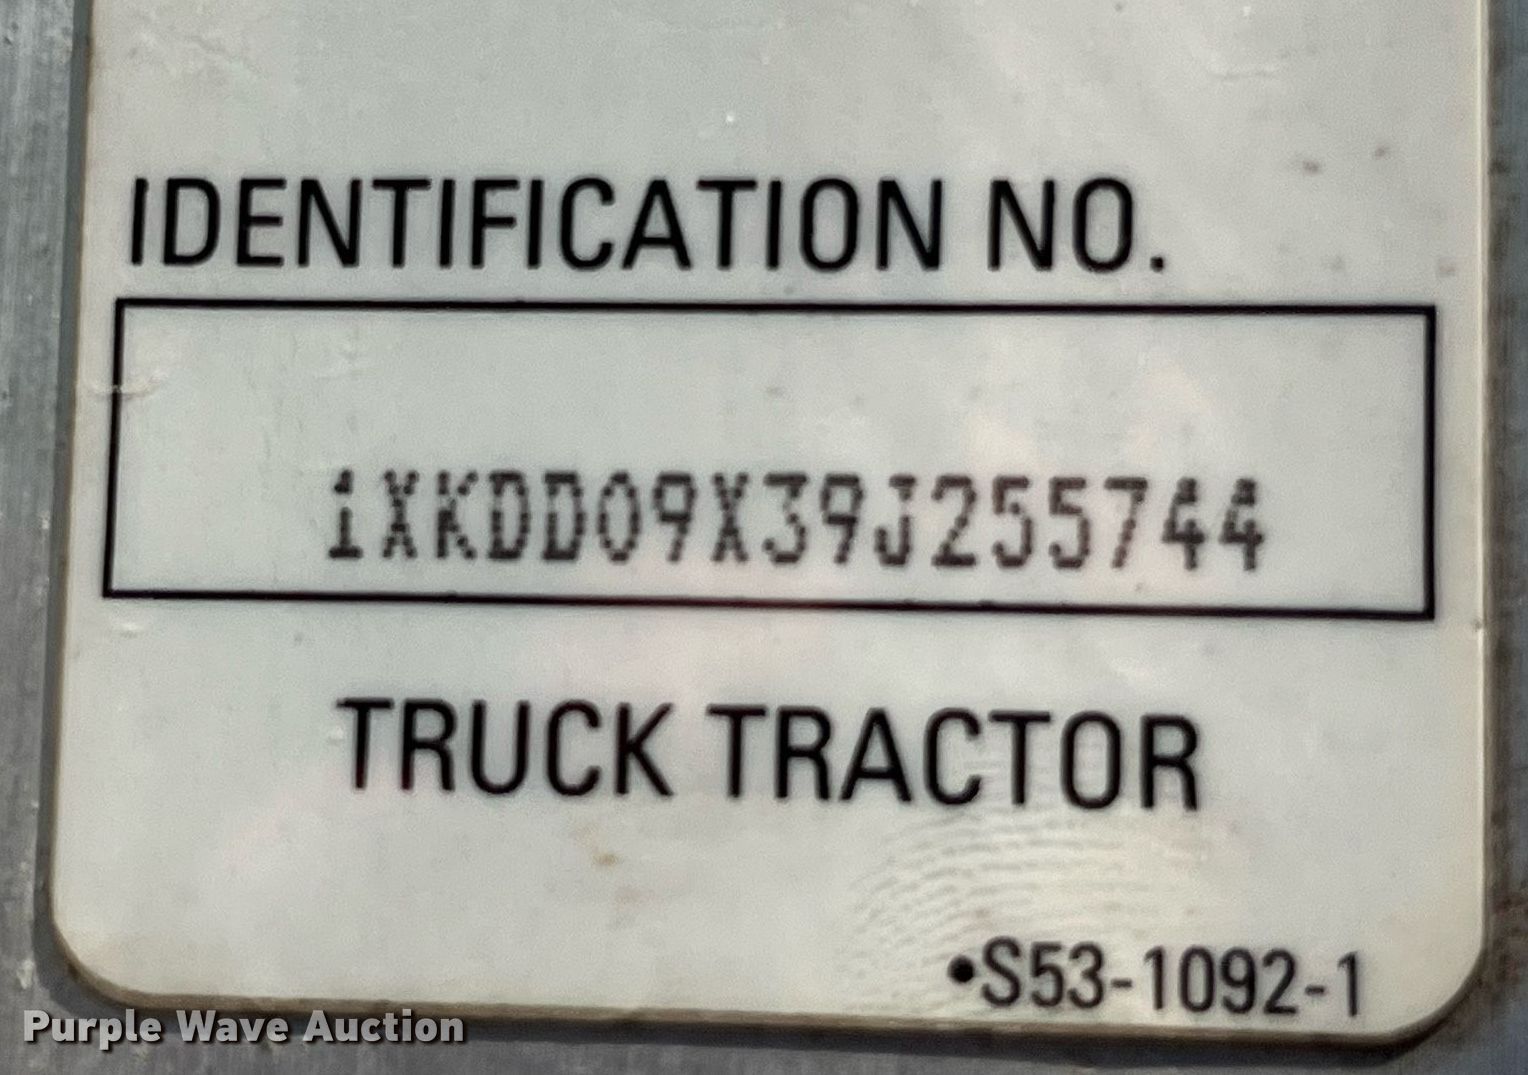 IDENTIFICATION NO.
1XKDD09X39J255744
TRUCK TRACTOR
•S53-1092-1
Purple Wave Auction